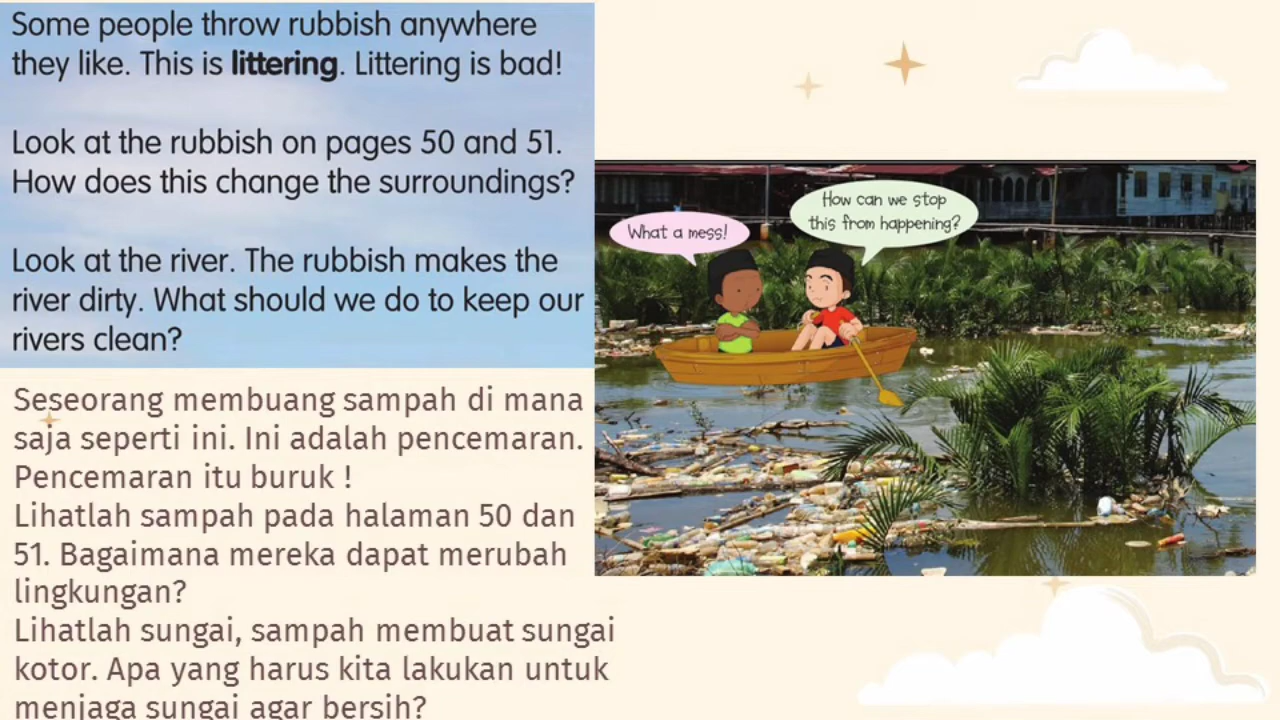 Some people throw rubbish anywhere
they like. This is littering. Littering is bad!
Look at the rubbish on pages 50 and 51.
How does this change the surroundings?
Look at the river. The rubbish makes the
river dirty. What should we do to keep our
rivers clean?
Seseorang membuang sampah di mana
saja seperti ini. Ini adalah pencemaran.
Pencemaran itu buruk !
Lihatlah sampah pada halaman 50 dan
51. Bagaimana mereka dapat merubah
lingkungan?
Lihatlah sungai, sampah membuat sungai
kotor. Apa yang harus kita lakukan untuk
menjaga sungai agar bersih?
What a mess!
How can we stop
this from happening?